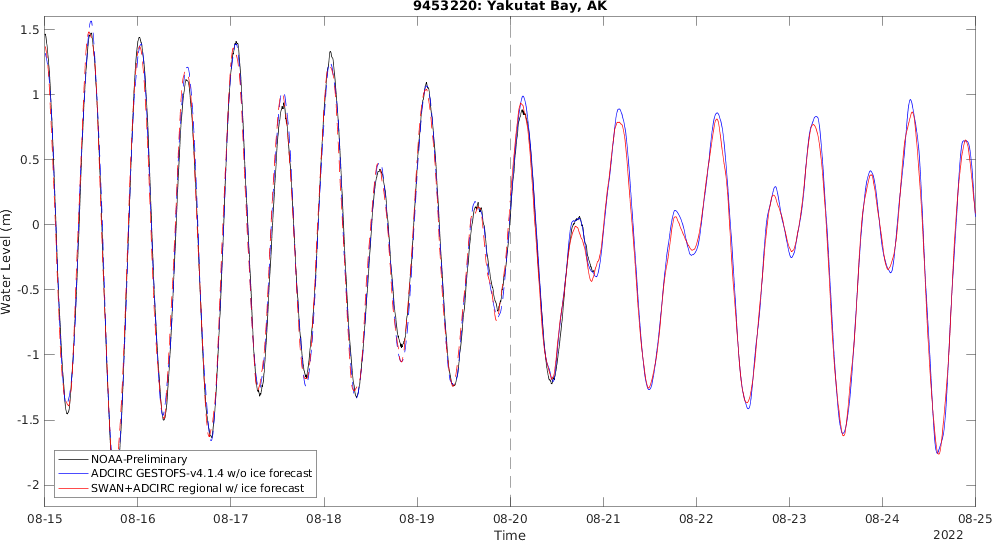 9453220: Yakutat Bay, AK
Water Level (m)
1.5
1
0.5
0
-0.5
-1
-1.5
-2
NOAA-Preliminary
ADCIRC GESTOFS-v4.1.4 w/o ice forecast
SWAN+ADCIRC regional w/ ice forecast
08-15 08-16 08-17 08-18 08-19 08-20 08-21 08-22 08-23 08-24 08-25
Time
2022